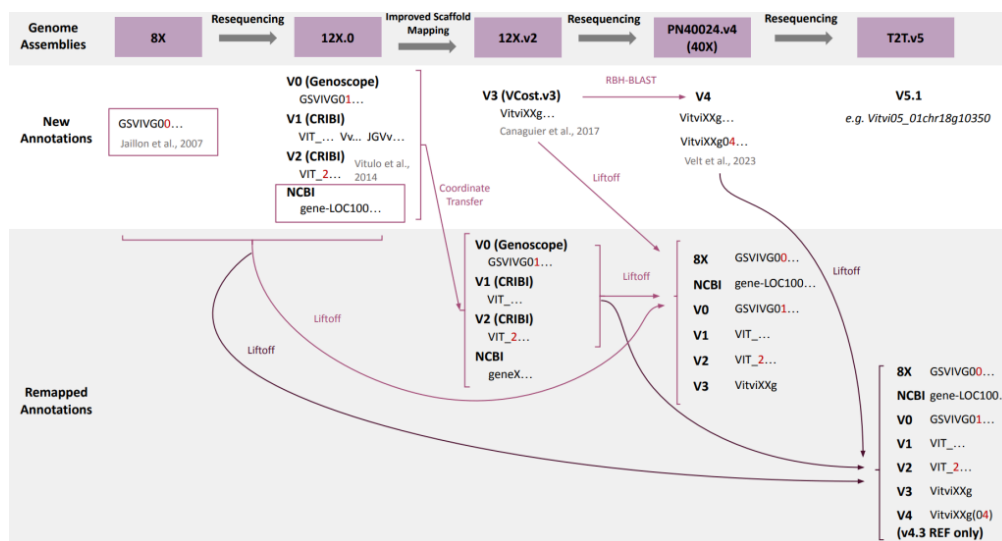 Genome
Assemblies
8X
Resequencing
12X.0
Improved Scaffold
Mapping
12X.v2
Resequencing
PN40024.v4
(40X)
Resequencing
T2T.v5
New
Annotations
GSVIVG00...
Jaillon et al., 2007
V0 (Genoscope)
GSVIVG01...
V1 (CRIBI)
VIT_... Vv... JGVv...
V2 (CRIBI)
VIT_2...
Vitulo et al.,
2014
NCBI
gene-LOC100...
Coordinate
Transfer
V3 (VCost.v3)
VitviXXg...
Canaguier et al., 2017
RBH-BLAST
Liftoff
V4
VitviXXg...
VitviXXg04...
Velt et al., 2023
V5.1
e.g. Vitvi05_01chr18g10350
Liftoff
Remapped
Annotations
Liftoff
Liftoff
V0 (Genoscope)
GSVIVG01...
V1 (CRIBI)
VIT_...
V2 (CRIBI)
VIT_2...
NCBI
geneX...
Liftoff
8X GSVIVG00...
NCBI gene-LOC100...
V0 GSVIVG01...
V1 VIT_...
V2 VIT_2...
V3 VitviXXg
8X GSVIVG00...
NCBI gene-LOC100...
V0 GSVIVG01...
V1 VIT_...
V2 VIT_2...
V3 VitviXXg
V4 VitviXXg(04)
(v4.3 REF only)